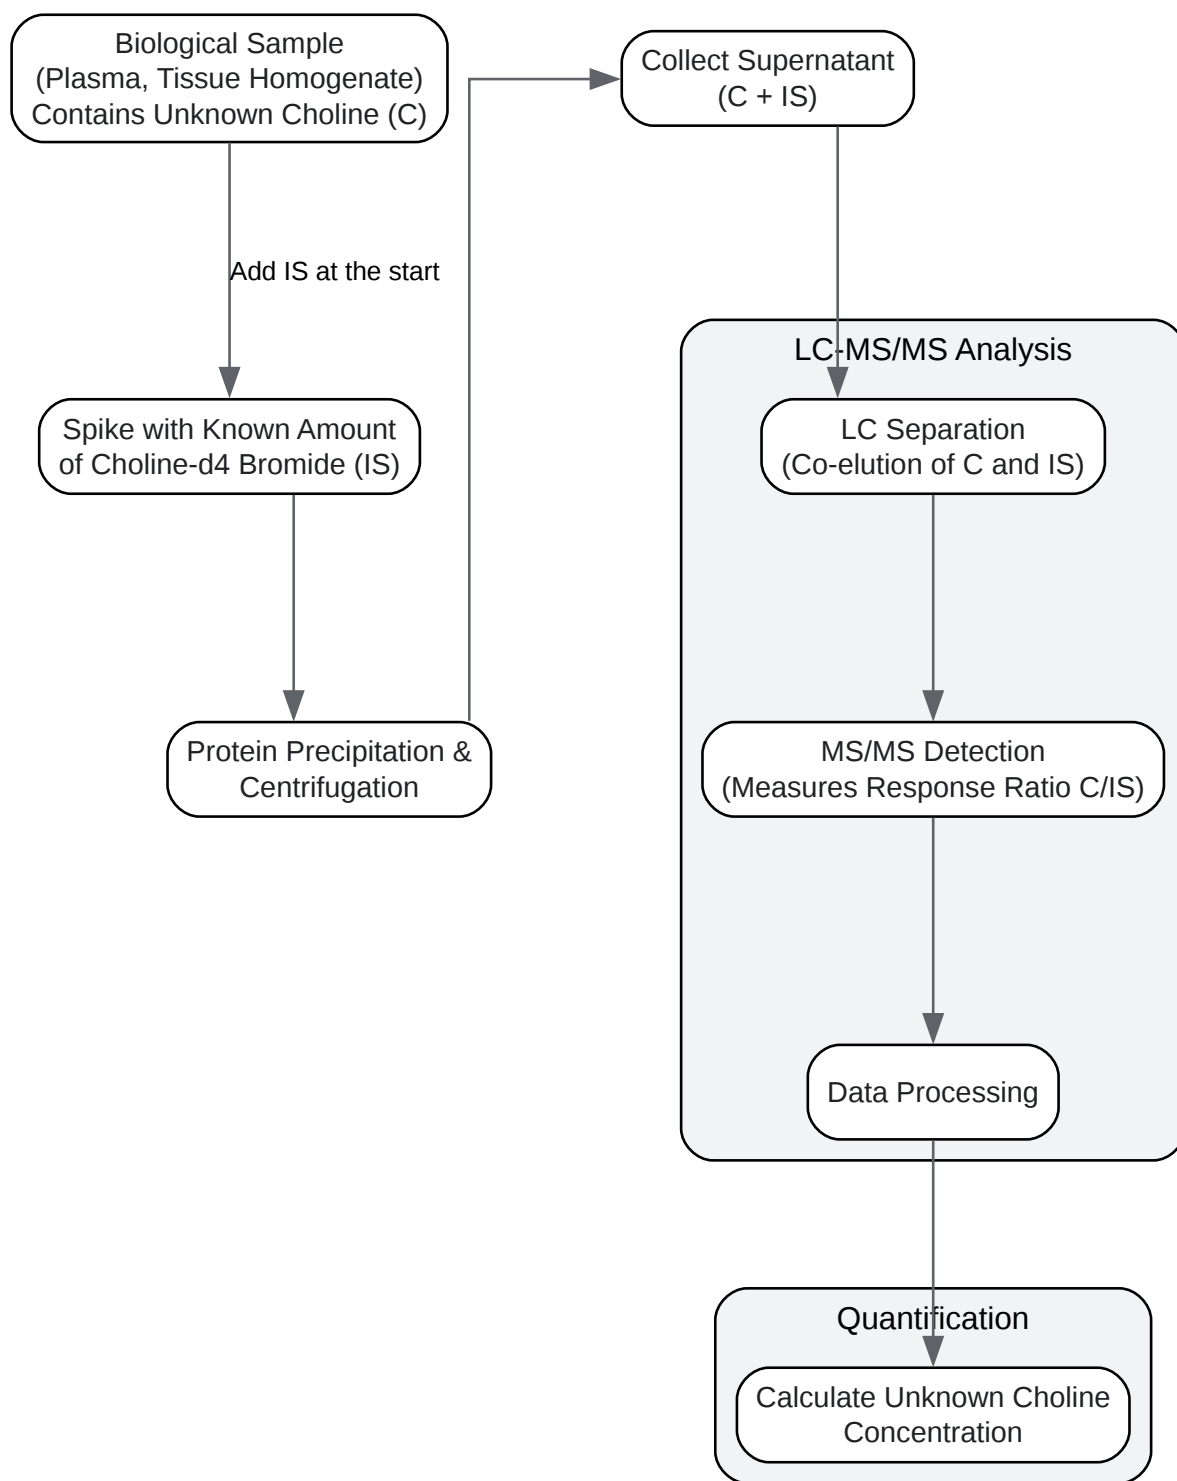 Biological Sample
(Plasma, Tissue Homogenate)
Contains Unknown Choline (C)
Add IS at the start
Spike with Known Amount
of Choline-d4 Bromide (IS)
Protein Precipitation &
Centrifugation
Collect Supernatant
(C + IS)
LC-MS/MS Analysis
LC Separation
(Co-elution of C and IS)
MS/MS Detection
(Measures Response Ratio C/IS)
Data Processing
Quantification
Calculate Unknown Choline
Concentration